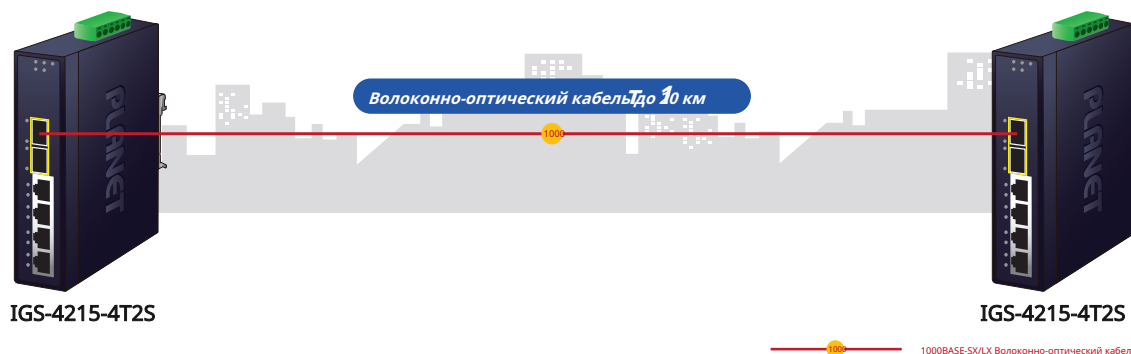 PLANET
PLANET
Волоконно-оптический кабель, до км
1000
IGS-4215-4T2S
IGS-4215-4T2S
1000
1000BASE-SX/LX Волоконно-оптический кабел